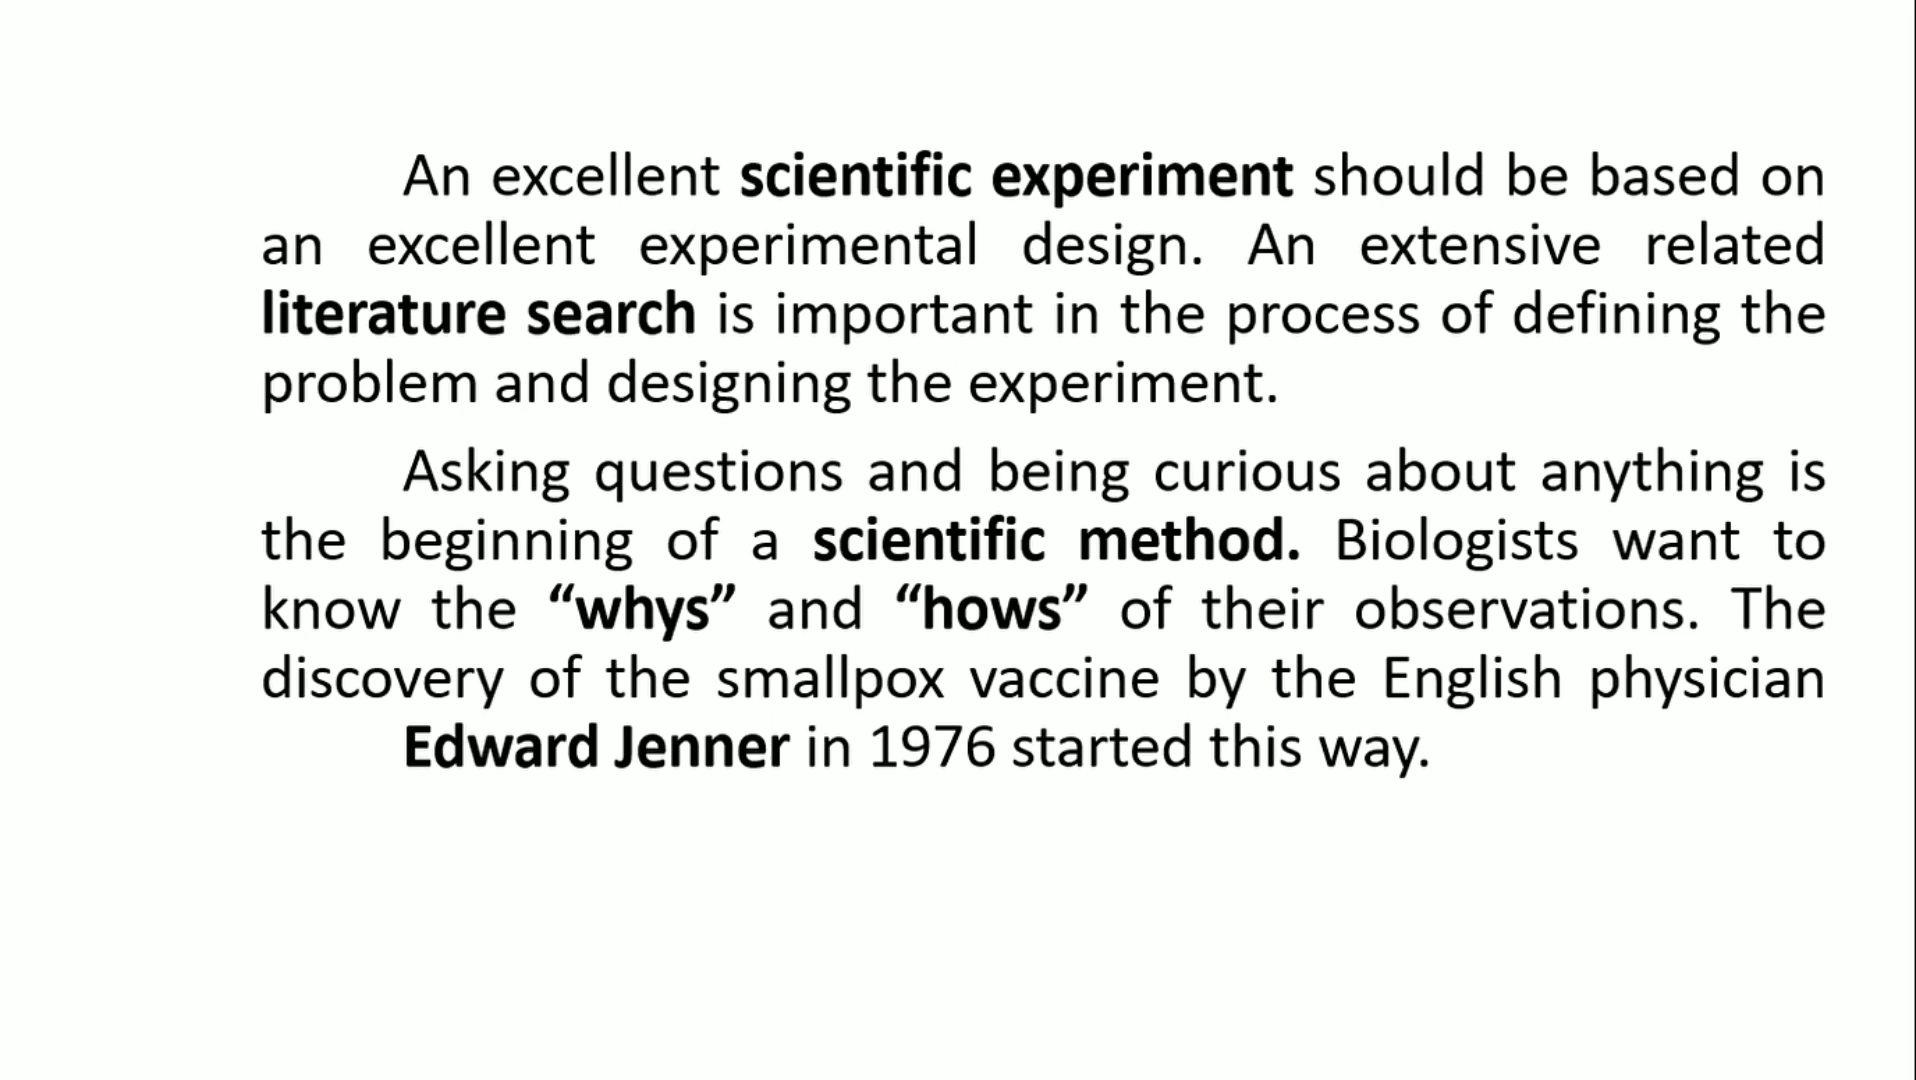 An excellent scientific experiment should be based on
an excellent experimental design. An extensive related
literature search is important in the process of defining the
problem and designing the experiment.
Asking questions and being curious about anything is
the beginning of a scientific method. Biologists want to
know the “whys” and “hows” of their observations. The
discovery of the smallpox vaccine by the English physician
Edward Jenner in 1976 started this way.